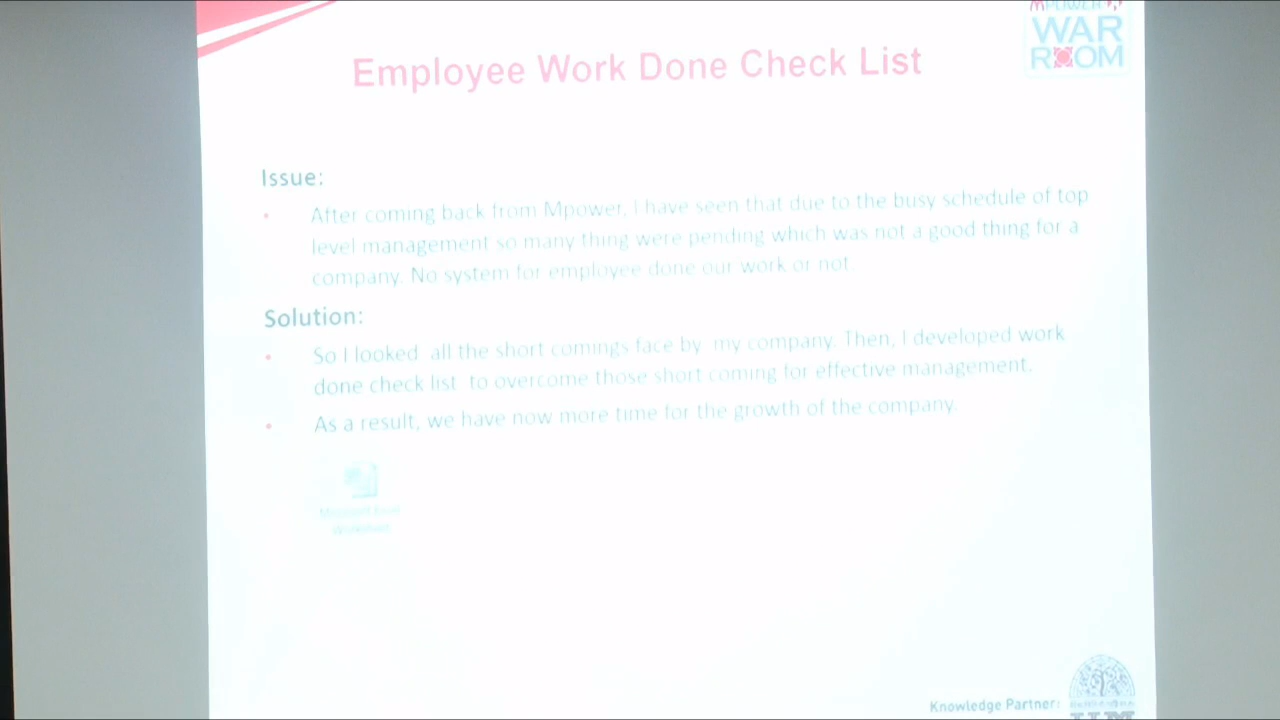 MPOWER
WAR
ROOM
Employee Work Done Check List
Issue:
• After coming back from Mpower, I have seen that due to the busy schedule of top
level management so many thing were pending which was not a good thing for a
company. No system for employee done our work or not.
Solution:
• So I looked all the short comings face by my company. Then, I developed work
done check list to overcome those short coming for effective management.
• As a result, we have now more time for the growth of the company.
Microsoft Excel
Worksheet
Knowledge Partner: